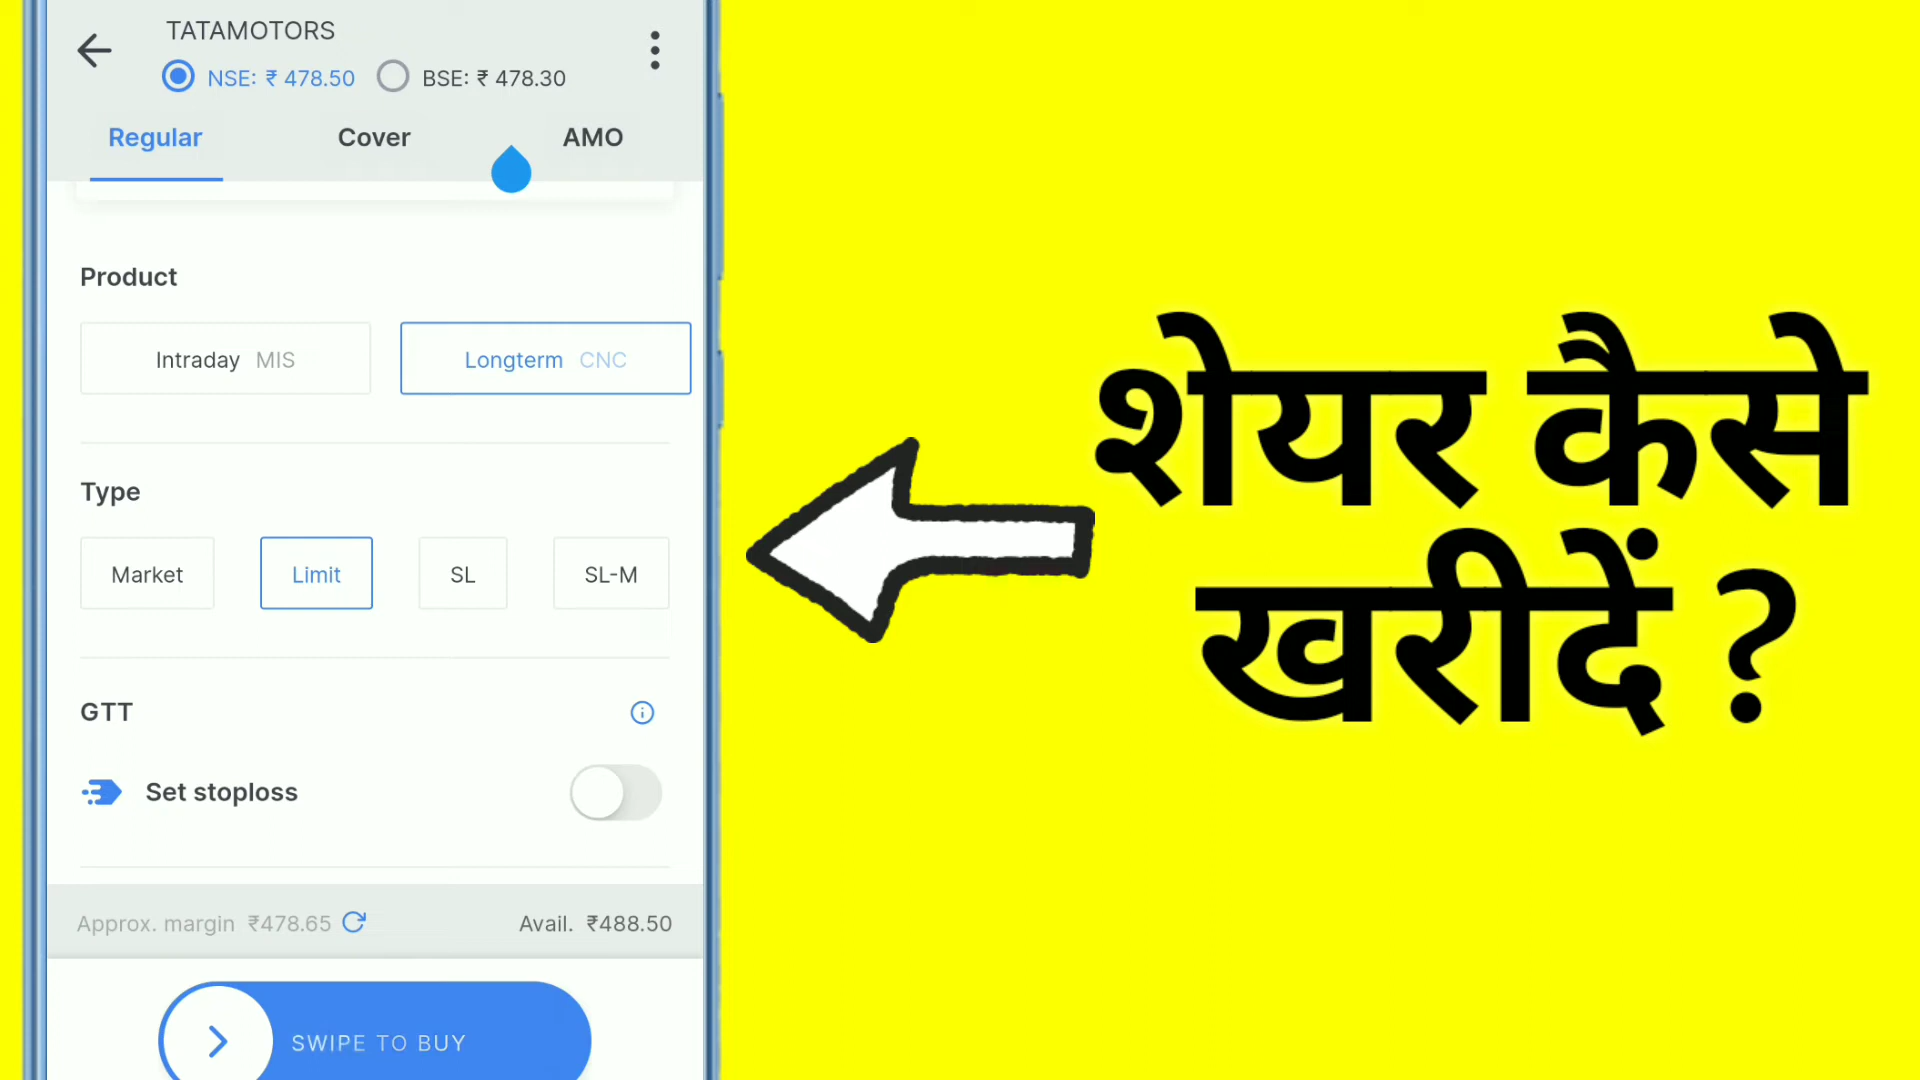 TATAMOTORS
NSE: ₹ 478.50 BSE: ₹ 478.30
Regular Cover AMO
Product
Intraday MIS Longterm CNC
Type
Market Limit SL SL-M
GTT
Set stoploss
Approx. margin ₹478.65 Avail. ₹488.50
SWIPE TO BUY
शेयर कैसे
खरीदें ?